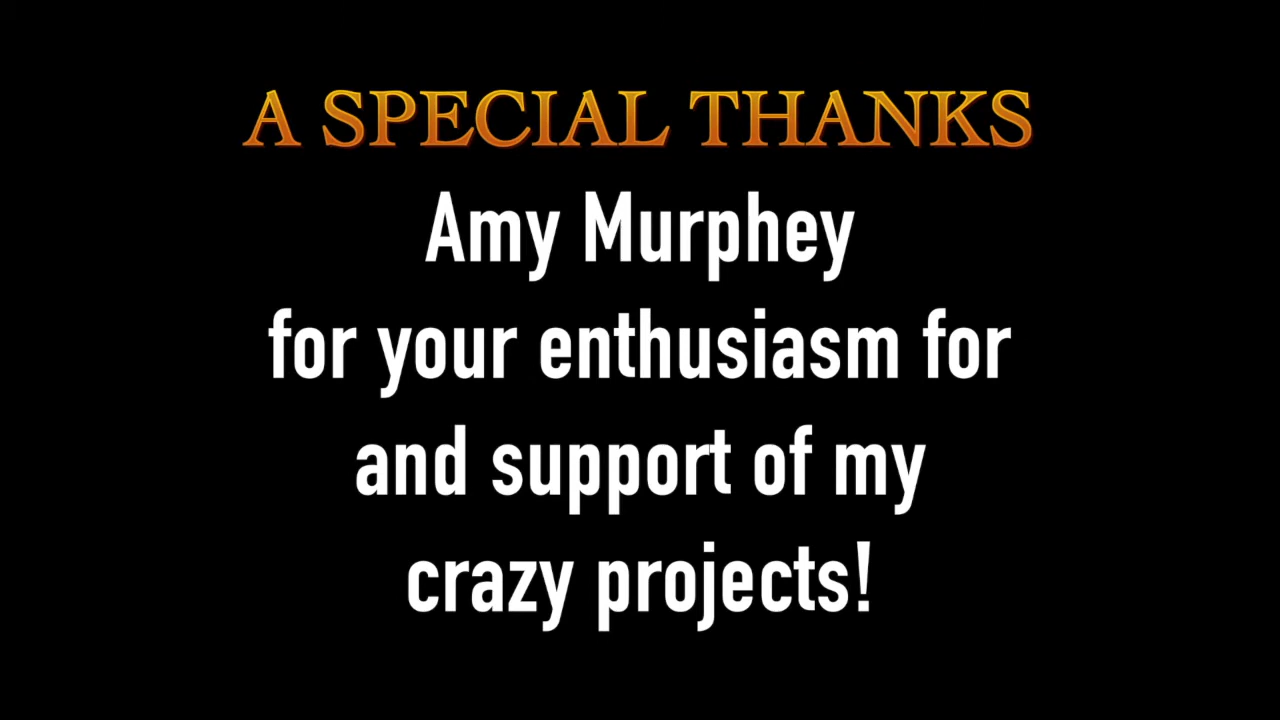 A SPECIAL THANKS
Amy Murphey
for your enthusiasm for
and support of my
crazy projects!